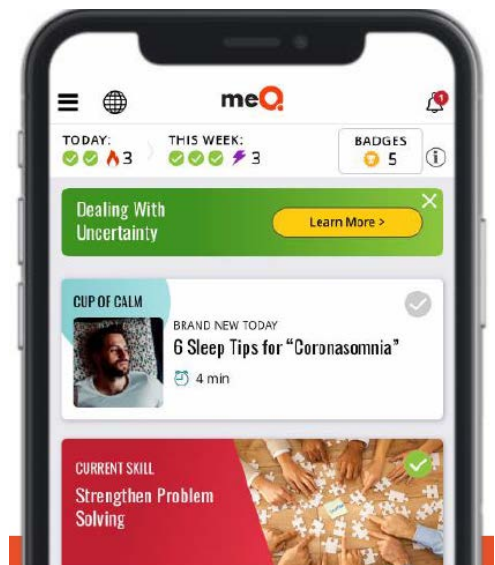 meQ
1
TODAY:
3
THIS WEEK:
3
BADGES
5
Dealing With
Uncertainty
Learn More >
CUP OF CALM
BRAND NEW TODAY
6 Sleep Tips for “Coronasomnia”
4 min
CURRENT SKILL
Strengthen Problem
Solving